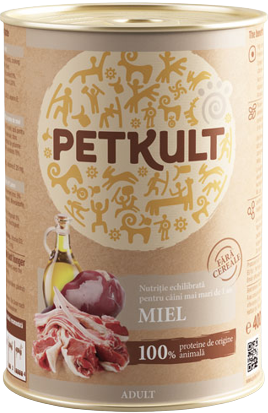 PETKULT
FĂRĂ
CEREALE
Nutriție echilibrată
pentru câini mai mari de 1 an
MIEL
100% proteine de origine
animală
ADULT